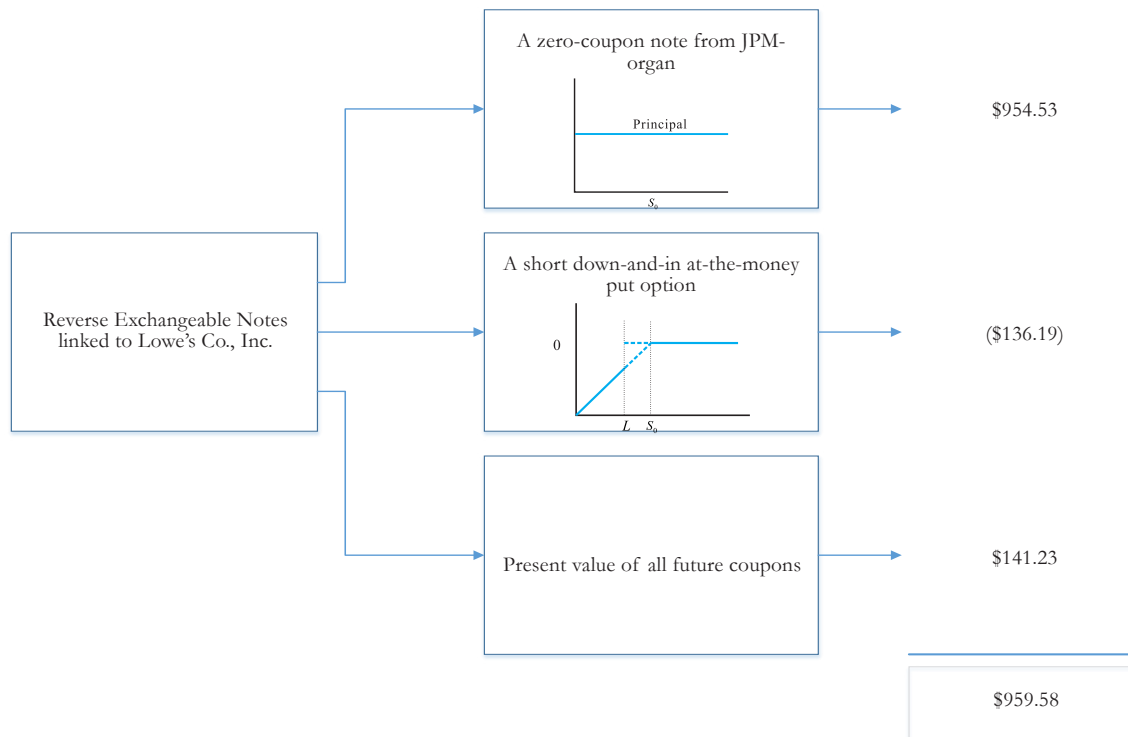 A zero-coupon note from JPM-
organ
Principal
S₀
$954.53
Reverse Exchangeable Notes
linked to Lowe's Co., Inc.
A short down-and-in at-the-money
put option
0
L S₀
($136.19)
Present value of all future coupons
$141.23
$959.58